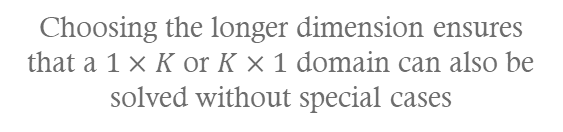 Choosing the longer dimension ensures
that a 1 × K or K × 1 domain can also be
solved without special cases